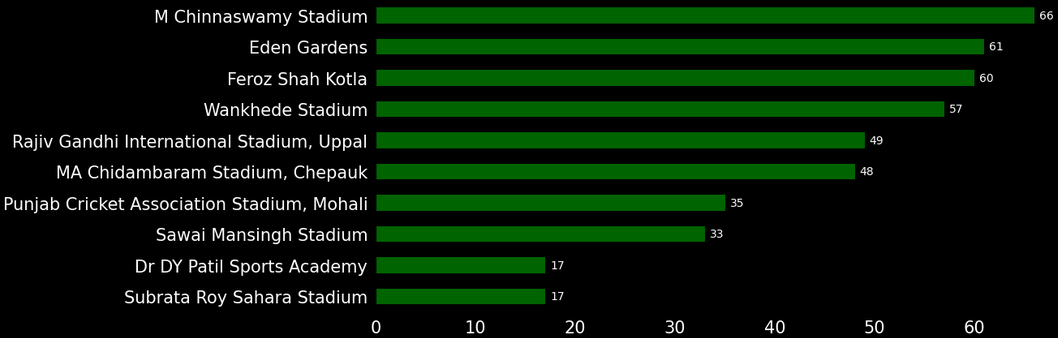 M Chinnaswamy Stadium 66
Eden Gardens 61
Feroz Shah Kotla 60
Wankhede Stadium 57
Rajiv Gandhi International Stadium, Uppal 49
MA Chidambaram Stadium, Chepauk 48
Punjab Cricket Association Stadium, Mohali 35
Sawai Mansingh Stadium 33
Dr DY Patil Sports Academy 17
Subrata Roy Sahara Stadium 17
0 10 20 30 40 50 60